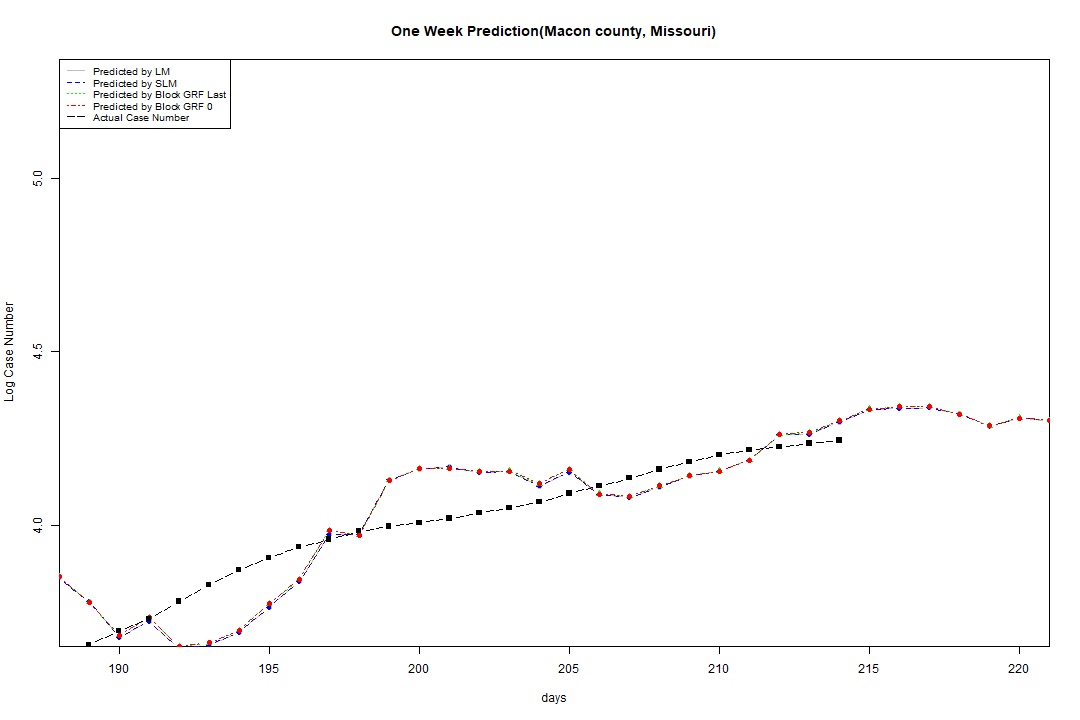 One Week Prediction(Macon county, Missouri)
Predicted by LM
Predicted by SLM
Predicted by Block GRF Last
Predicted by Block GRF 0
Actual Case Number
5.0
4.5
4.0
Log Case Number
190 195 200 205 210 215 220
days